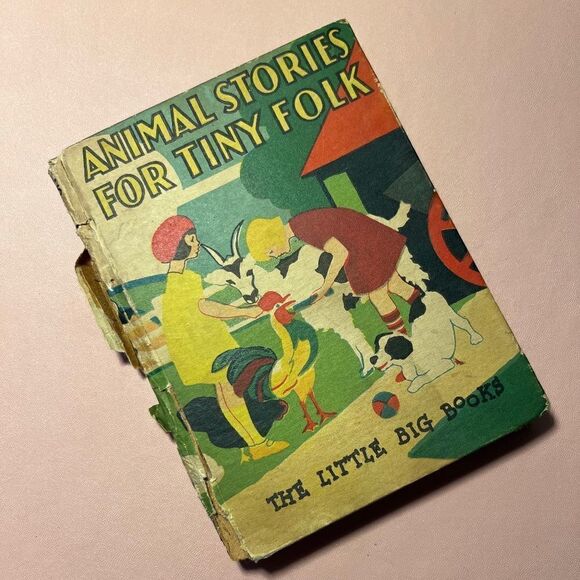 ANIMAL STORIES
FOR TINY FOLK
THE LITTLE BIG BOOKS